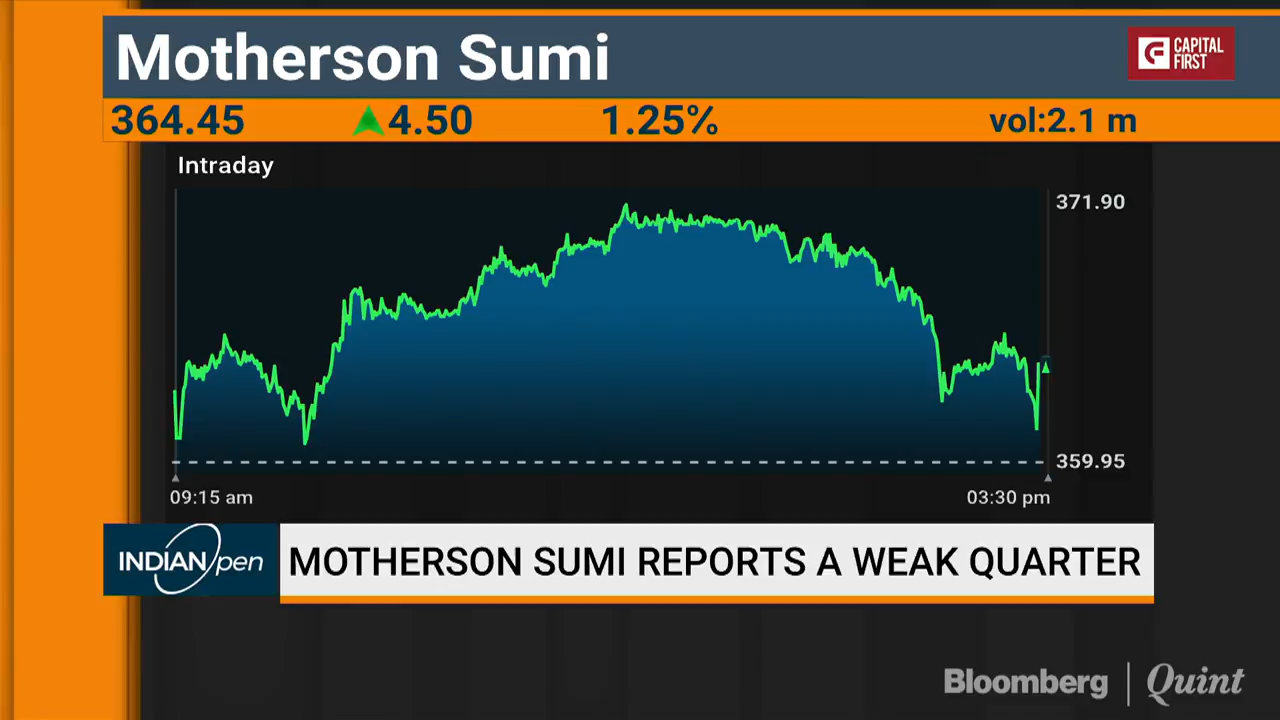 Motherson Sumi
CAPITAL
FIRST
364.45 4.50 1.25% vol:2.1 m
Intraday
371.90
359.95
09:15 am 03:30 pm
INDIAN Open
MOTHERSON SUMI REPORTS A WEAK QUARTER
Bloomberg | Quint